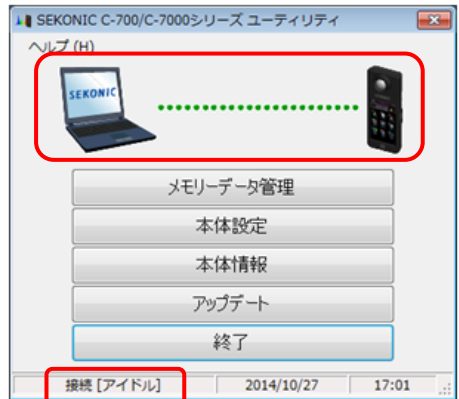 SEKONIC C-700/C-7000シリーズ ユーティリティ
ヘルプ (H)
SEKONIC
メモリーデータ管理
本体設定
本体情報
アップデート
終了
接続 [アイドル] 2014/10/27 17:01